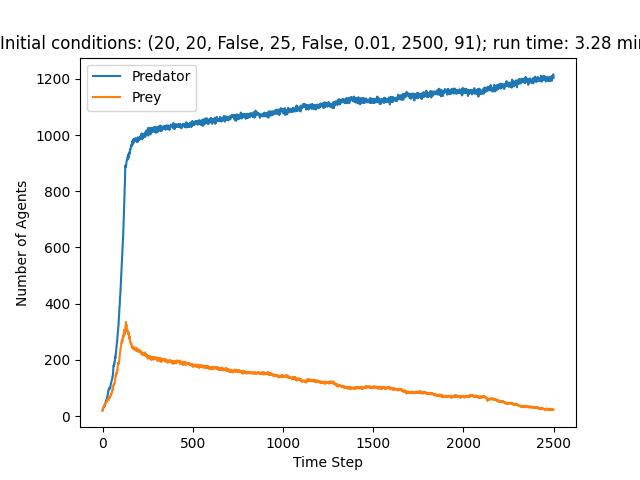 Initial conditions: (20, 20, False, 25, False, 0.01, 2500, 91); run time: 3.28 mi
Predator
Prey
1200
1000
800
600
400
200
0
Number of Agents
0 500 1000 1500 2000 2500
Time Step